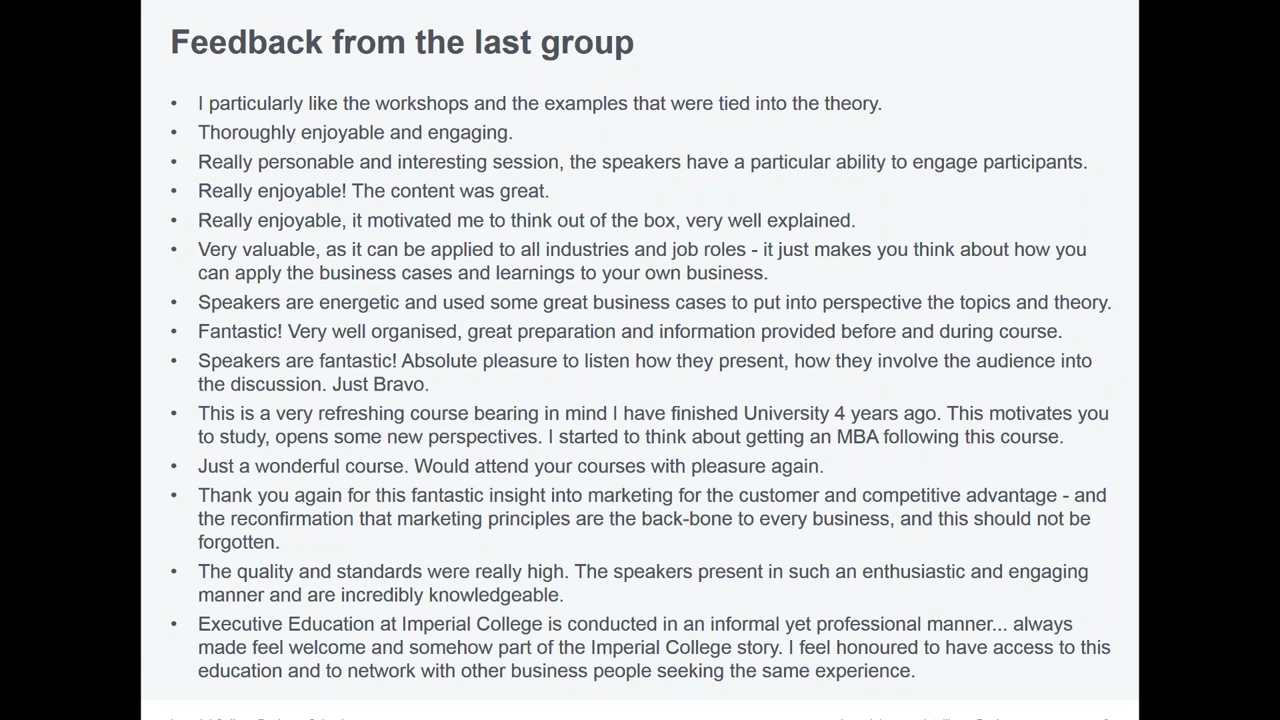 Feedback from the last group
• I particularly like the workshops and the examples that were tied into the theory.
• Thoroughly enjoyable and engaging.
• Really personable and interesting session, the speakers have a particular ability to engage participants.
• Really enjoyable! The content was great.
• Really enjoyable, it motivated me to think out of the box, very well explained.
• Very valuable, as it can be applied to all industries and job roles - it just makes you think about how you
can apply the business cases and learnings to your own business.
• Speakers are energetic and used some great business cases to put into perspective the topics and theory.
• Fantastic! Very well organised, great preparation and information provided before and during course.
• Speakers are fantastic! Absolute pleasure to listen how they present, how they involve the audience into
the discussion. Just Bravo.
• This is a very refreshing course bearing in mind I have finished University 4 years ago. This motivates you
to study, opens some new perspectives. I started to think about getting an MBA following this course.
• Just a wonderful course. Would attend your courses with pleasure again.
• Thank you again for this fantastic insight into marketing for the customer and competitive advantage - and
the reconfirmation that marketing principles are the back-bone to every business, and this should not be
forgotten.
• The quality and standards were really high. The speakers present in such an enthusiastic and engaging
manner and are incredibly knowledgeable.
• Executive Education at Imperial College is conducted in an informal yet professional manner... always
made feel welcome and somehow part of the Imperial College story. I feel honoured to have access to this
education and to network with other business people seeking the same experience.